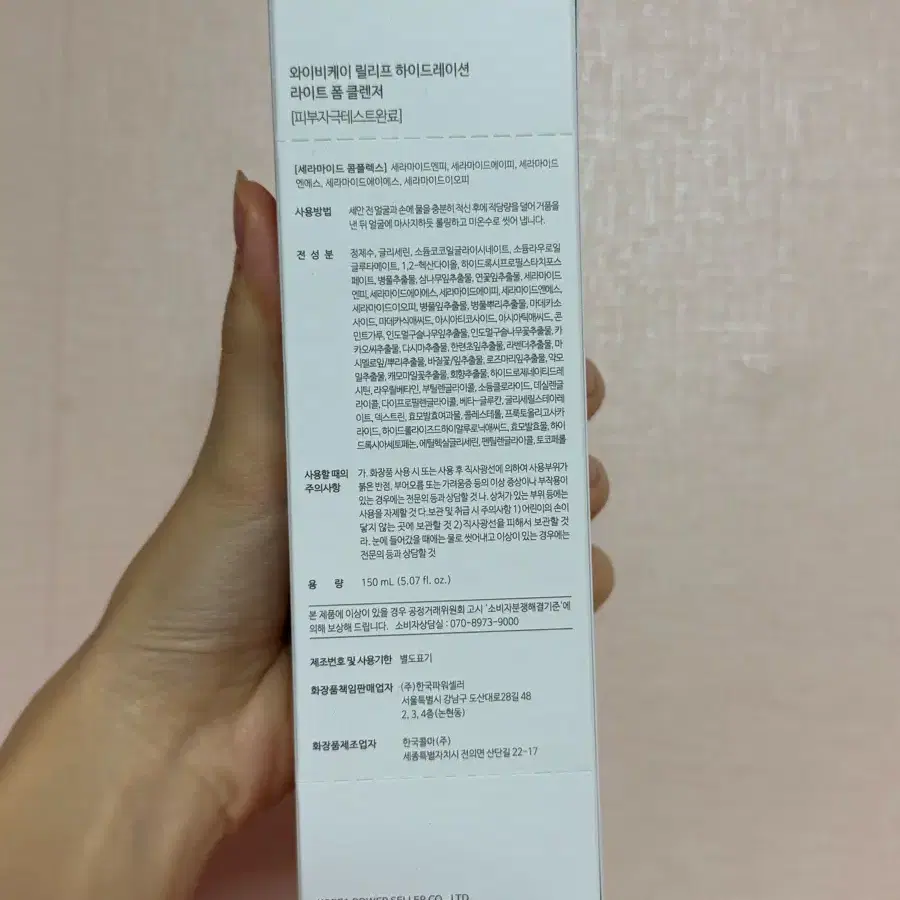 와이비케이 릴리프 하이드레이션
라이트 폼 클렌저
[피부자극테스트완료]
[세라마이드 콤플렉스] 세라마이드엔피, 세라마이드에이피, 세라마이드
엔에스, 세라마이드에이에스, 세라마이드이오피
사용방법 세안 전 얼굴과 손에 물을 충분히 적신 후에 적당량을 덜어 거품을
낸 뒤 얼굴에 마사지하듯 롤링하고 미온수로 씻어 냅니다.
전 성 분 정제수, 글리세린, 소듐코코일글라이시네이트, 소듐라우로일
글루타메이트, 1,2-헥산다이올, 하이드록시프로필스타치포스
페이트, 병풀추출물, 삼나무잎추출물, 연꽃잎추출물, 세라마이드
엔피, 세라마이드에이에스, 세라마이드에이피, 세라마이드엔에스,
세라마이드이오피, 병풀잎추출물, 병풀뿌리추출물, 마데카소
사이드, 마데카식애씨드, 아시아티코사이드, 아시아틱애씨드, 콘
민트가루, 인도멀구슬나무잎추출물, 인도멀구슬나무꽃추출물, 카
카오씨추출물, 다시마추출물, 한련초잎추출물, 라벤더추출물, 마
시멜로잎/뿌리추출물, 바질꽃/잎추출물, 로즈마리잎추출물, 악모
밀추출물, 캐모마일꽃추출물, 회향추출물, 하이드로제네이티드레
시틴, 라우릴베타인, 부틸렌글라이콜, 소듐클로라이드, 데실렌글
라이콜, 다이프로필렌글라이콜, 베타-글루칸, 글리세릴스테아레
이트, 덱스트린, 효모발효여과물, 콜레스테롤, 프룩토올리고사카
라이드, 하이드롤라이즈드하이알루로닉애씨드, 효모발효물, 하이
드록시아세토페논, 에틸헥실글리세린, 펜틸렌글라이콜, 토코페롤
사용할 때의 가. 화장품 사용 시 또는 사용 후 직사광선에 의하여 사용부위가
주의사항 붉은 반점, 부어오름 또는 가려움증 등의 이상 증상이나 부작용이
있는 경우에는 전문의 등과 상담할 것 나. 상처가 있는 부위 등에는
사용을 자제할 것 다. 보관 및 취급 시 주의사항 1) 어린이의 손이
닿지 않는 곳에 보관할 것 2) 직사광선을 피해서 보관할 것
라. 눈에 들어갔을 때에는 물로 씻어내고 이상이 있는 경우에는
전문의 등과 상담할 것
용 량 150 mL (5.07 fl. oz.)
본 제품에 이상이 있을 경우 공정거래위원회 고시 '소비자분쟁해결기준'에
의해 보상해 드립니다. 소비자상담실 : 070-8973-9000
제조번호 및 사용기한 별도표기
화장품책임판매업자 (주)한국파워셀러
서울특별시 강남구 도산대로28길 48
2, 3, 4층(논현동)
화장품제조업자 한국콜마(주)
세종특별자치시 전의면 산단길 22-17
KOREA POWER SELLER CO., LTD